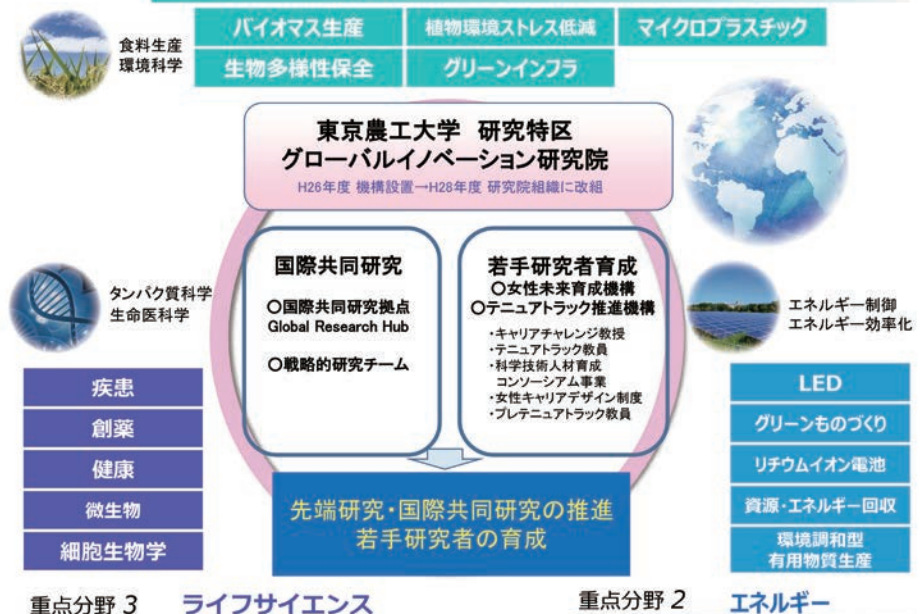 食料生産
環境科学
バイオマス生産
植物環境ストレス低減
マイクロプラスチック
生物多様性保全
グリーンインフラ
東京農工大学 研究特区
グローバルイノベーション研究院
H26年度 機構設置→H28年度 研究院組織に改組
国際共同研究
○国際共同研究拠点
Global Research Hub
○戦略的研究チーム
若手研究者育成
○女性未来育成機構
○テニュアトラック推進機構
・キャリアチャレンジ教授
・テニュアトラック教員
・科学技術人材育成
コンソーシアム事業
・女性キャリアデザイン制度
・プレテニュアトラック教員
タンパク質科学
生命医科学
疾患
創薬
健康
微生物
細胞生物学
エネルギー制御
エネルギー効率化
LED
グリーンものづくり
リチウムイオン電池
資源・エネルギー回収
環境調和型
有用物質生産
先端研究・国際共同研究の推進
若手研究者の育成
重点分野 3 ライフサイエンス
重点分野 2 エネルギー